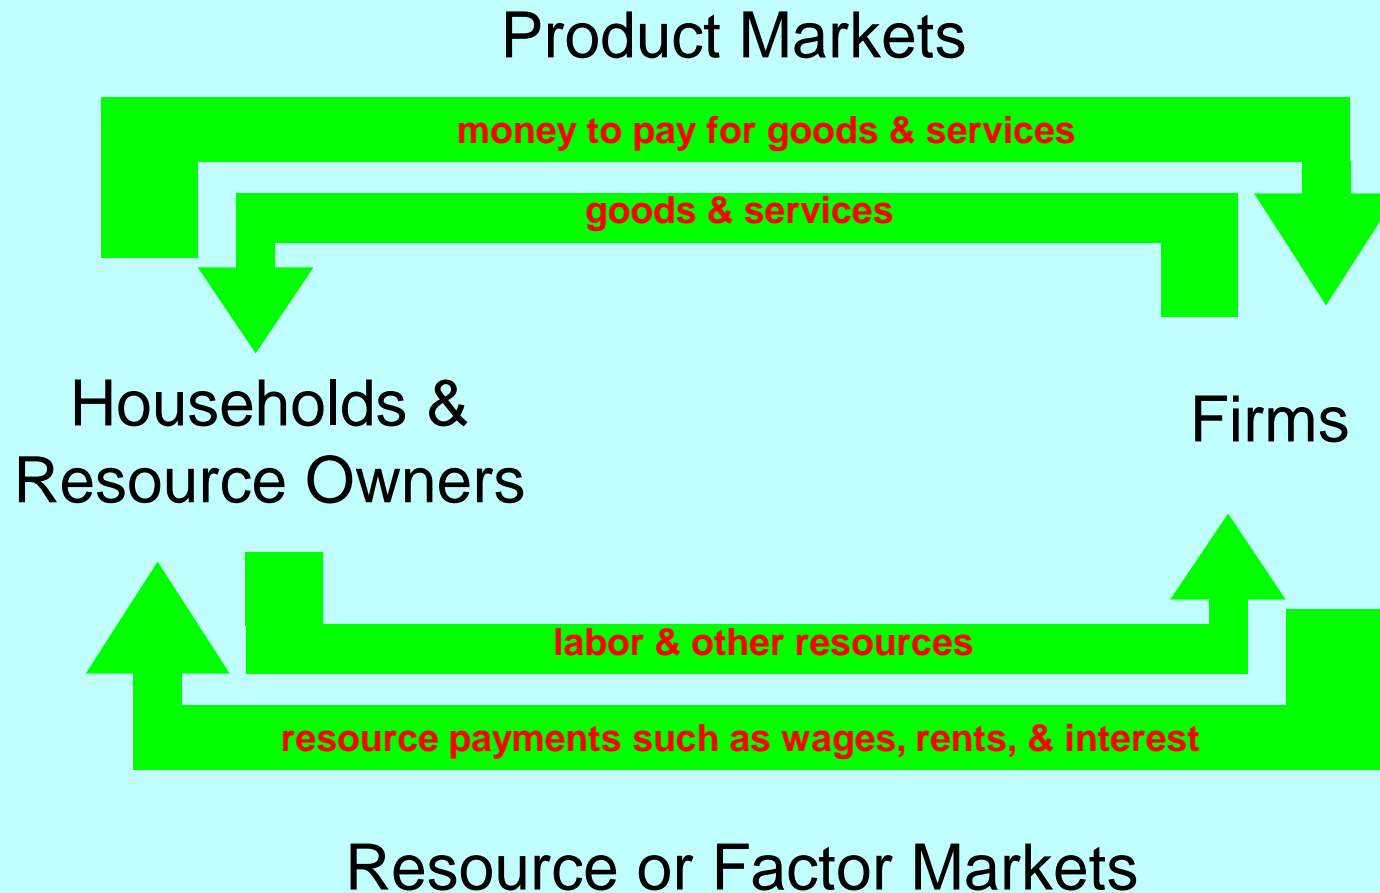 Product Markets
money to pay for goods & services
goods & services
Households &
Resource Owners
Firms
labor & other resources
resource payments such as wages, rents, & interest
Resource or Factor Markets